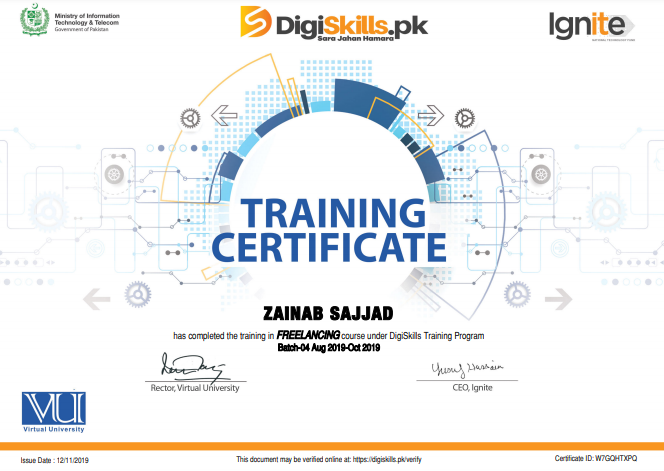 Ministry of Information
Technology & Telecom
Government of Pakistan
DigiSkills.pk
Sara Jahan Hamara
Ignite
TRAINING
CERTIFICATE
ZAINAB SAJJAD
has completed the training in FREELANCING course under DigiSkills Training Program
Batch-04 Aug 2019-Oct 2019
Rector, Virtual University
CEO, Ignite
VU
Virtual University
Issue Date : 12/11/2019
This document may be verified online at: https://digiskills.pk/verify
Certificate ID: W7GQHTXPQ